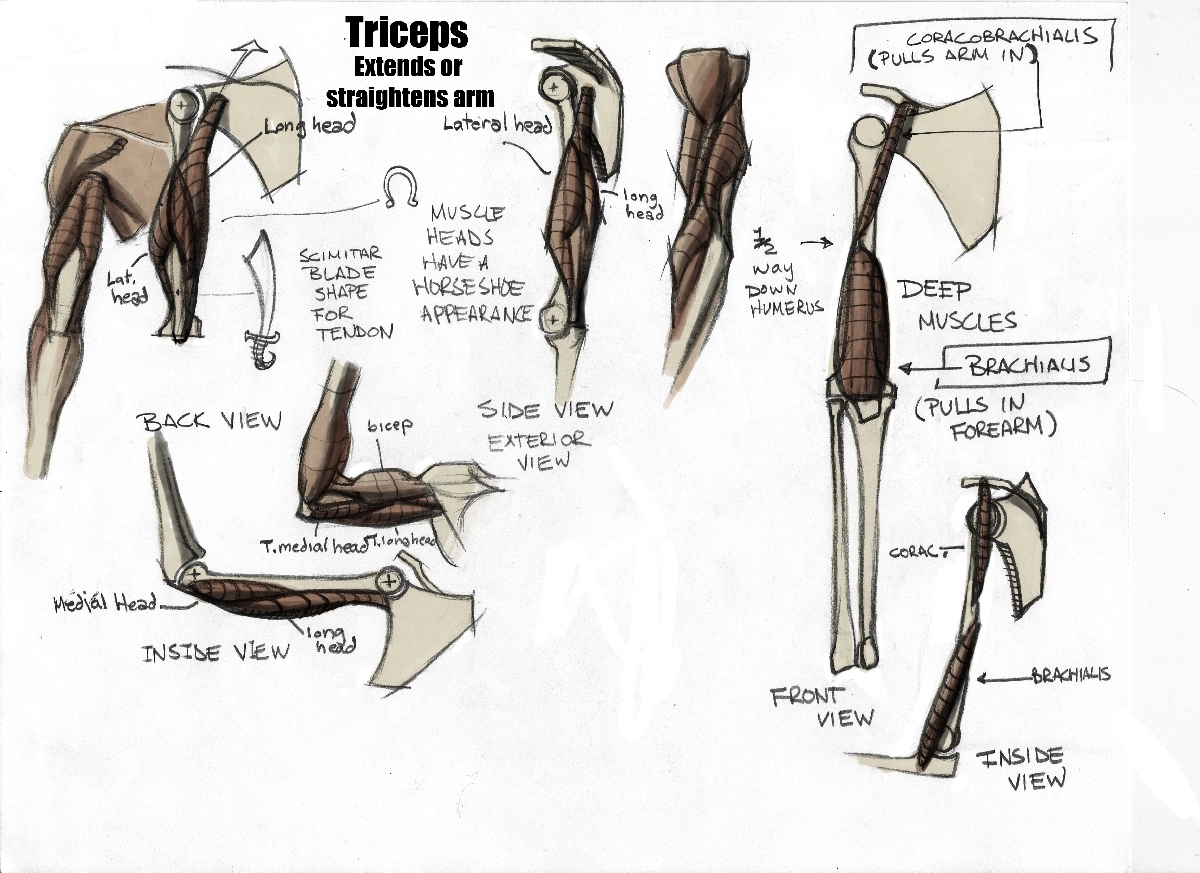 Triceps
Extends or
straightens arm
Long head
Lat.
head
SCIMITAR
BLADE
SHAPE
FOR
TENDON
MUSCLE
HEADS
HAVE A
HORSESHOE
APPEARANCE
BACK VIEW
Lateral head
long
head
SIDE VIEW
EXTERIOR
VIEW
bicep
T.medial head
T.longhead
Medial Head
long
head
INSIDE VIEW
CORACOBRACHIALIS
(PULLS ARM IN)
1/2
WAY
DOWN
HUMERUS
DEEP
MUSCLES
BRACHIALIS
(PULLS IN
FOREARM)
FRONT
VIEW
CORAC.
BRACHIALIS
INSIDE
VIEW